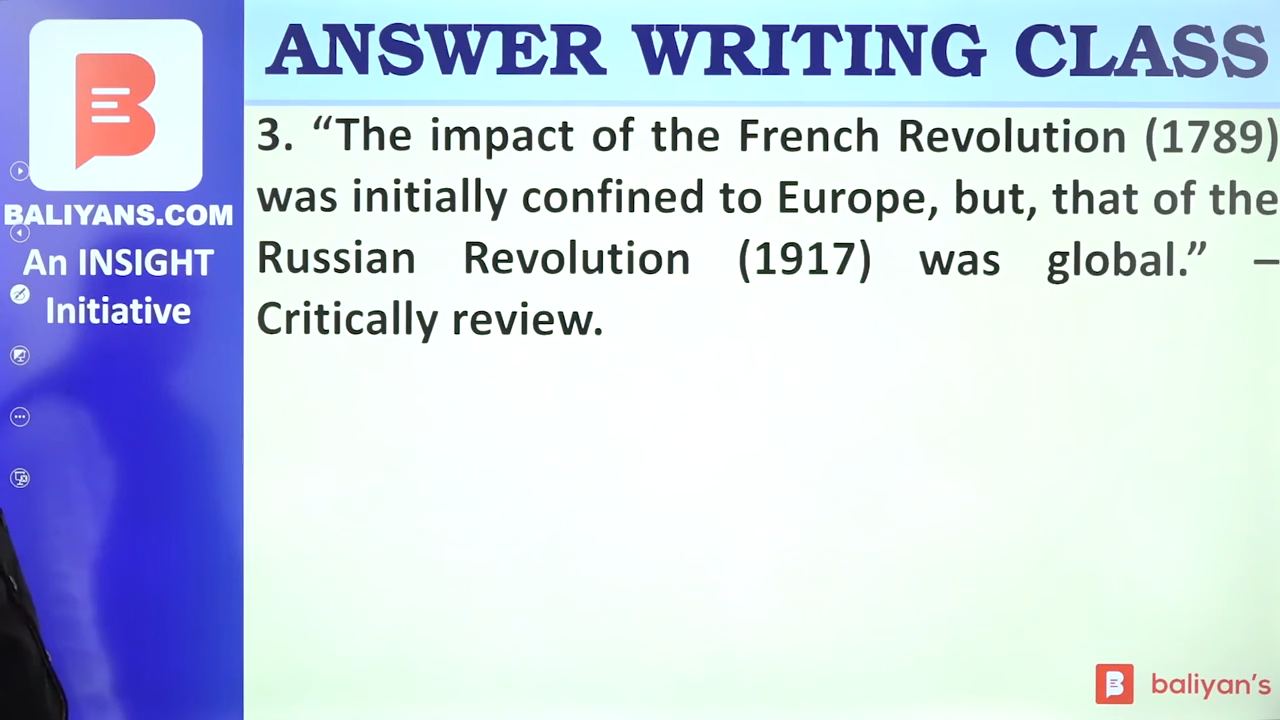 ANSWER WRITING CLASS
BALIYANS.COM
An INSIGHT
Initiative
3. “The impact of the French Revolution (1789)
was initially confined to Europe, but, that of the
Russian Revolution (1917) was global.” –
Critically review.
baliyan’s